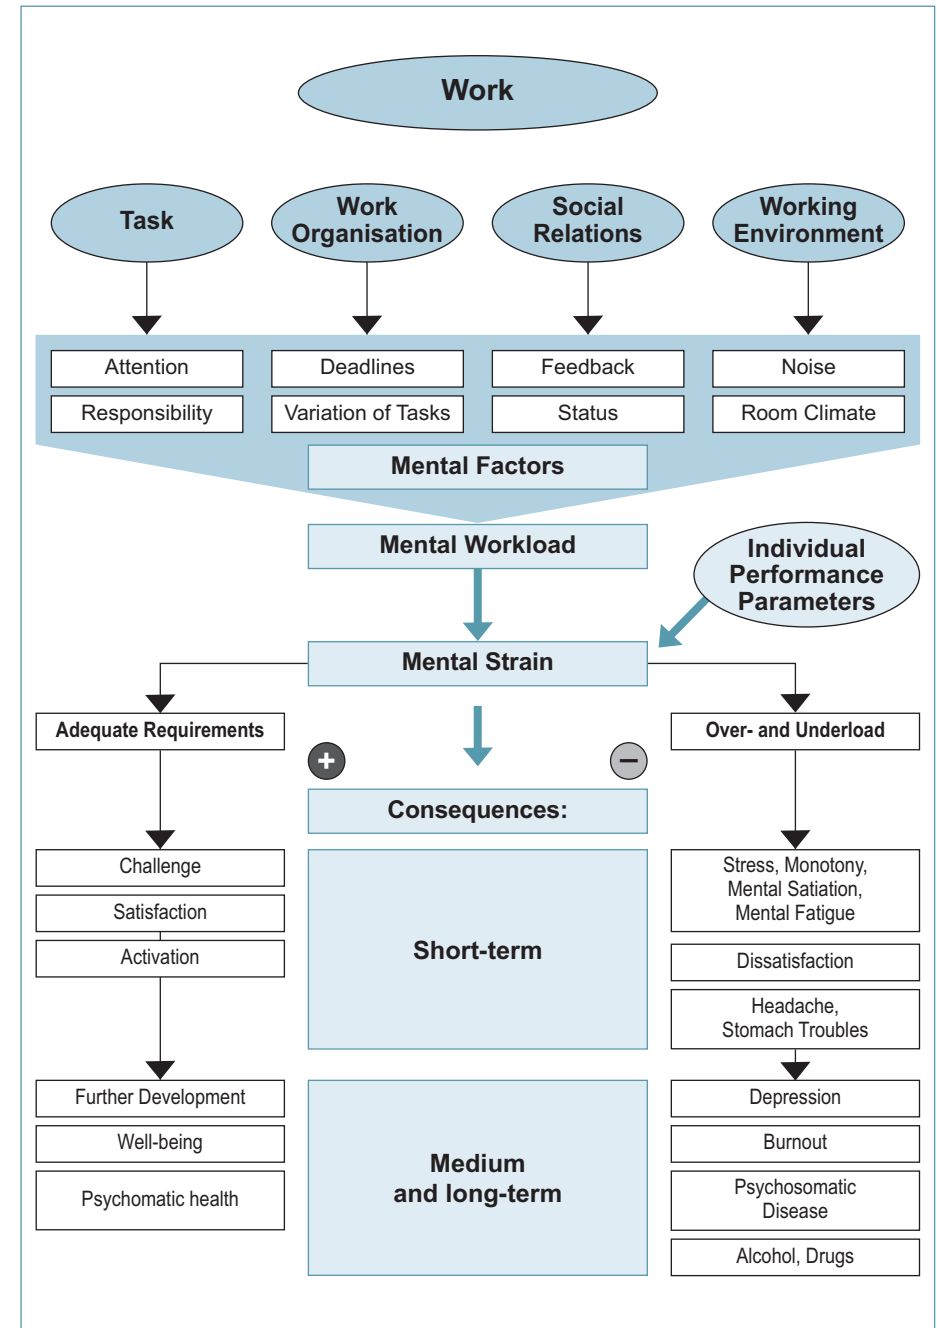 Work
Task
Work
Organisation
Social
Relations
Working
Environment
Attention
Deadlines
Feedback
Noise
Responsibility
Variation of Tasks
Status
Room Climate
Mental Factors
Mental Workload
Individual
Performance
Parameters
Mental Strain
Adequate Requirements
Over- and Underload
+
−
Consequences:
Challenge
Satisfaction
Activation
Short-term
Stress, Monotony,
Mental Satiation,
Mental Fatigue
Dissatisfaction
Headache,
Stomach Troubles
Further Development
Well-being
Psychomatic health
Medium
and long-term
Depression
Burnout
Psychosomatic
Disease
Alcohol, Drugs